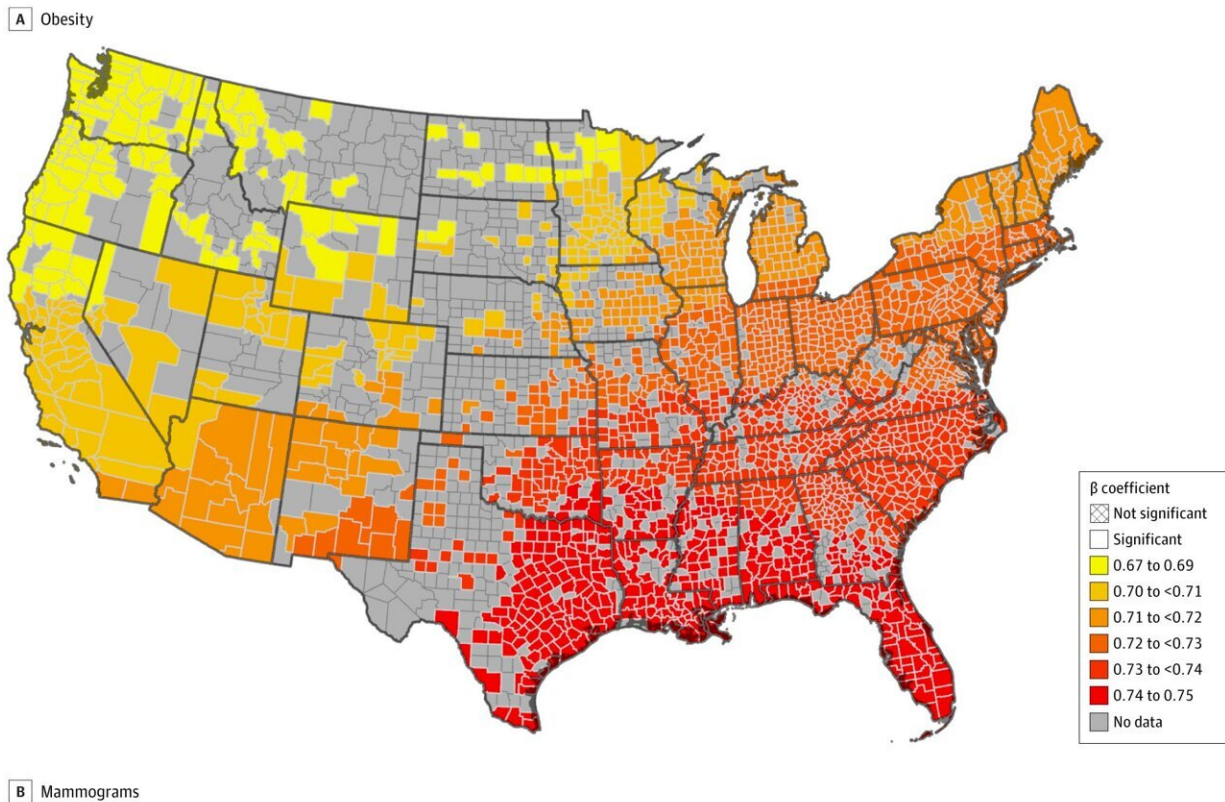 A Obesity
β coefficient
Not significant
Significant
0.67 to 0.69
0.70 to <0.71
0.71 to <0.72
0.72 to <0.73
0.73 to <0.74
0.74 to 0.75
No data
B Mammograms